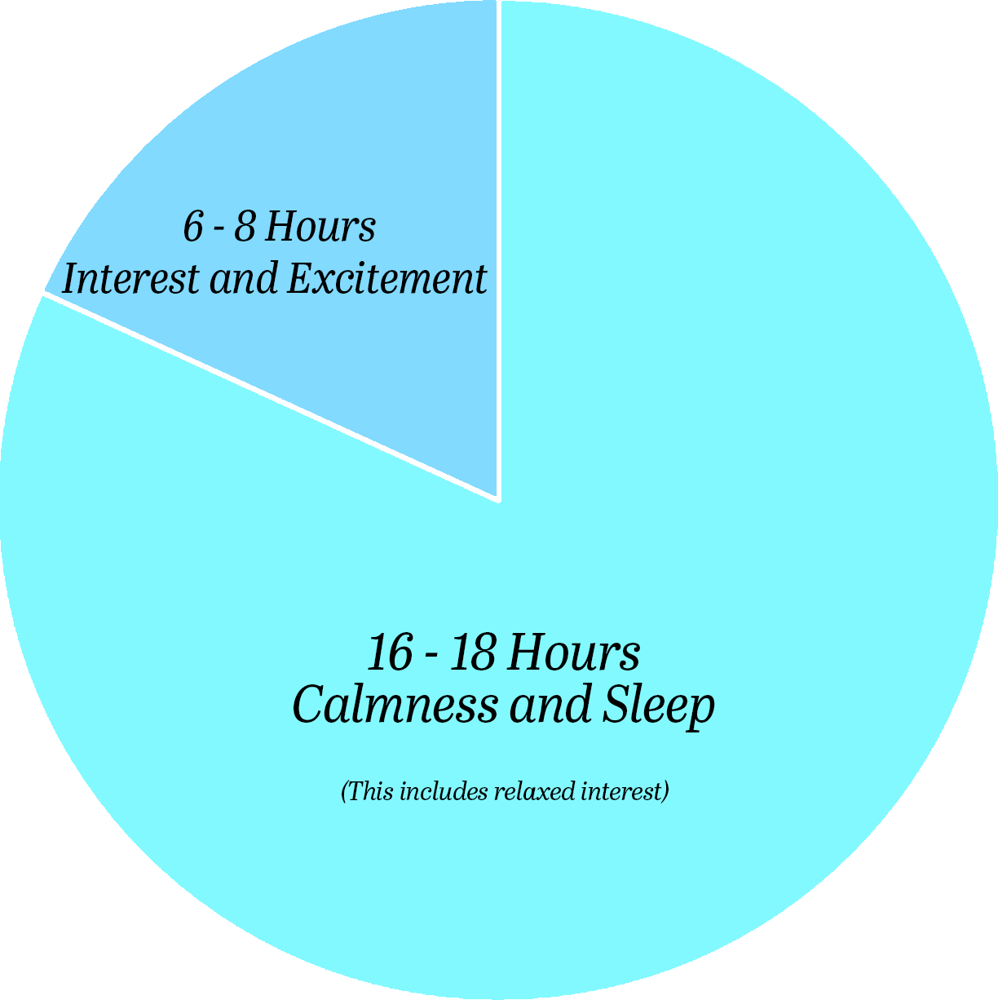 6 - 8 Hours
Interest and Excitement
16 - 18 Hours
Calmness and Sleep
(This includes relaxed interest)